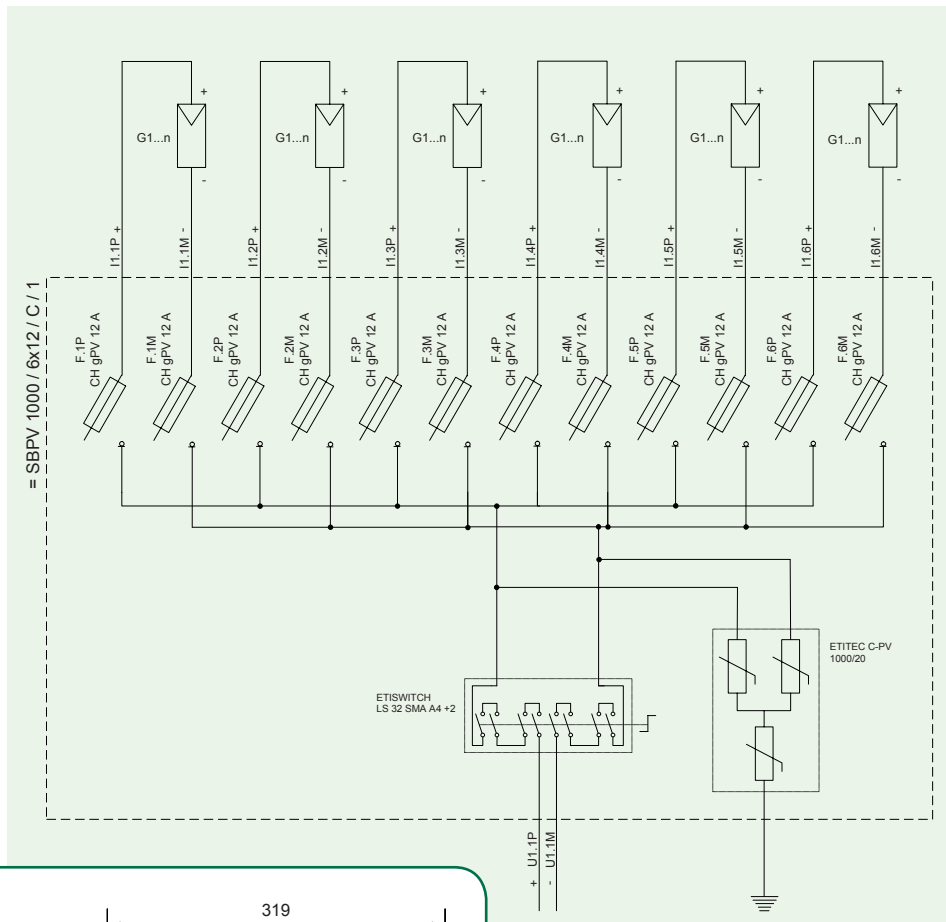 +
+
+
+
+
+
G1...n
G1...n
G1...n
G1...n
G1...n
G1...n
-
-
-
-
-
-
I1.1P +
I1.1M -
I1.2P +
I1.2M -
I1.3P +
I1.3M -
I1.4P +
I1.4M -
I1.5P +
I1.5M -
I1.6P +
I1.6M -
= SBPV 1000 / 6x12 / C / 1
F.1P
CH gPV 12 A
F.1M
CH gPV 12 A
F.2P
CH gPV 12 A
F.2M
CH gPV 12 A
F.3P
CH gPV 12 A
F.3M
CH gPV 12 A
F.4P
CH gPV 12 A
F.4M
CH gPV 12 A
F.5P
CH gPV 12 A
F.5M
CH gPV 12 A
F.6P
CH gPV 12 A
F.6M
CH gPV 12 A
ETITEC C-PV
1000/20
ETISWITCH
LS 32 SMA A4 +2
+ U1.1P
- U1.1M
319